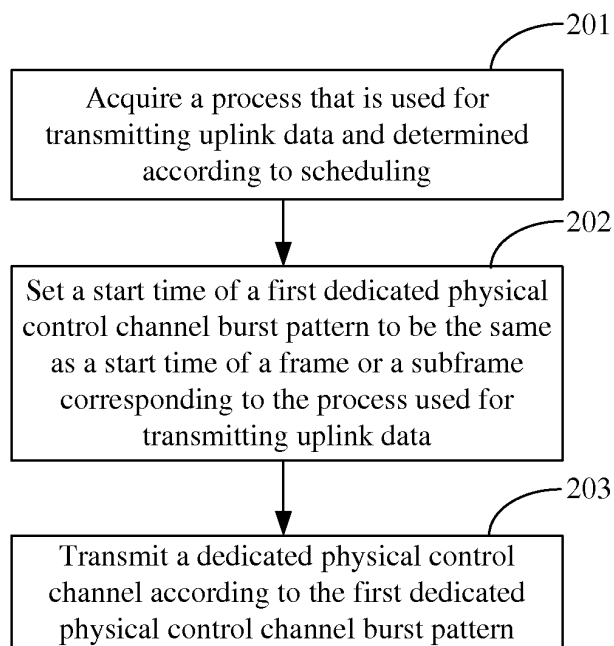 201
Acquire a process that is used for
transmitting uplink data and determined
according to scheduling
202
Set a start time of a first dedicated physical
control channel burst pattern to be the same
as a start time of a frame or a subframe
corresponding to the process used for
transmitting uplink data
203
Transmit a dedicated physical control
channel according to the first dedicated
physical control channel burst pattern